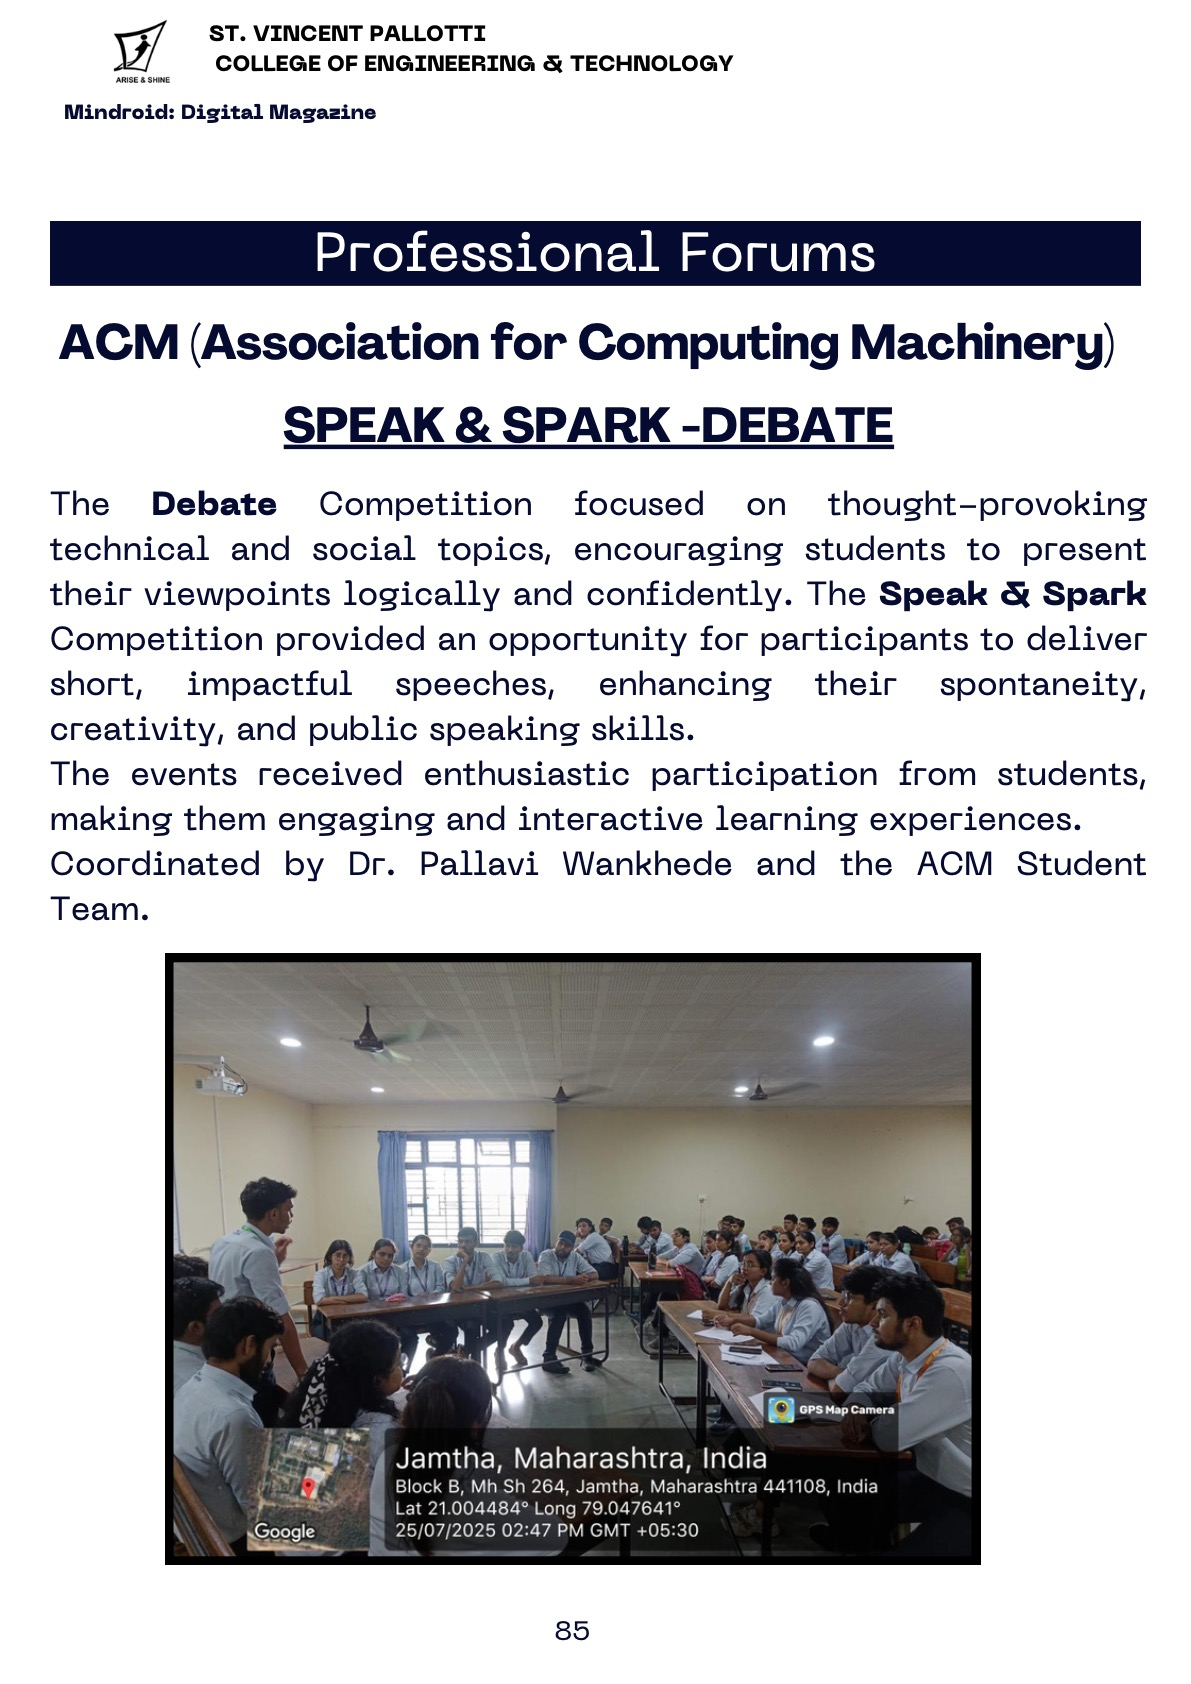 ST. VINCENT PALLOTTI
COLLEGE OF ENGINEERING & TECHNOLOGY
ARISE & SHINE
Mindroid: Digital Magazine
Professional Forums
ACM (Association for Computing Machinery)
SPEAK & SPARK -DEBATE
The Debate Competition focused on thought-provoking
technical and social topics, encouraging students to present
their viewpoints logically and confidently. The Speak & Spark
Competition provided an opportunity for participants to deliver
short, impactful speeches, enhancing their spontaneity,
creativity, and public speaking skills.
The events received enthusiastic participation from students,
making them engaging and interactive learning experiences.
Coordinated by Dr. Pallavi Wankhede and the ACM Student
Team.
GPS Map Camera
Jamtha, Maharashtra, India
Block B, Mh Sh 264, Jamtha, Maharashtra 441108, India
Lat 21.004484° Long 79.047641°
25/07/2025 02:47 PM GMT +05:30
Google
85